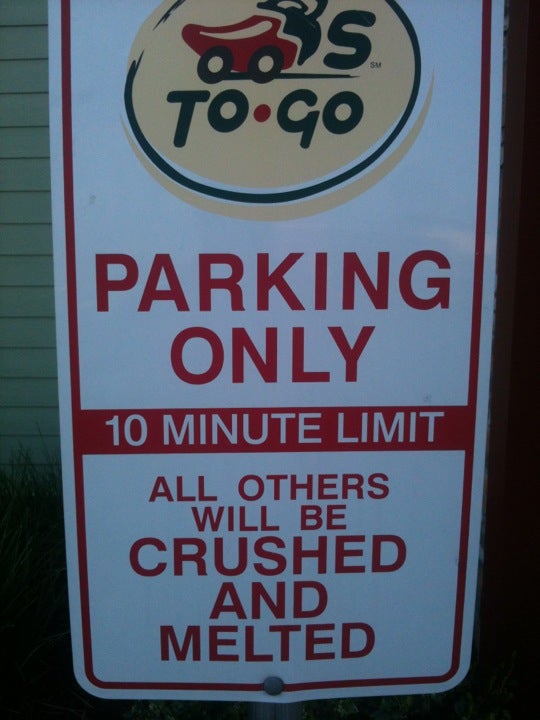 S
SM
TO•GO
PARKING
ONLY
10 MINUTE LIMIT
ALL OTHERS
WILL BE
CRUSHED
AND
MELTED